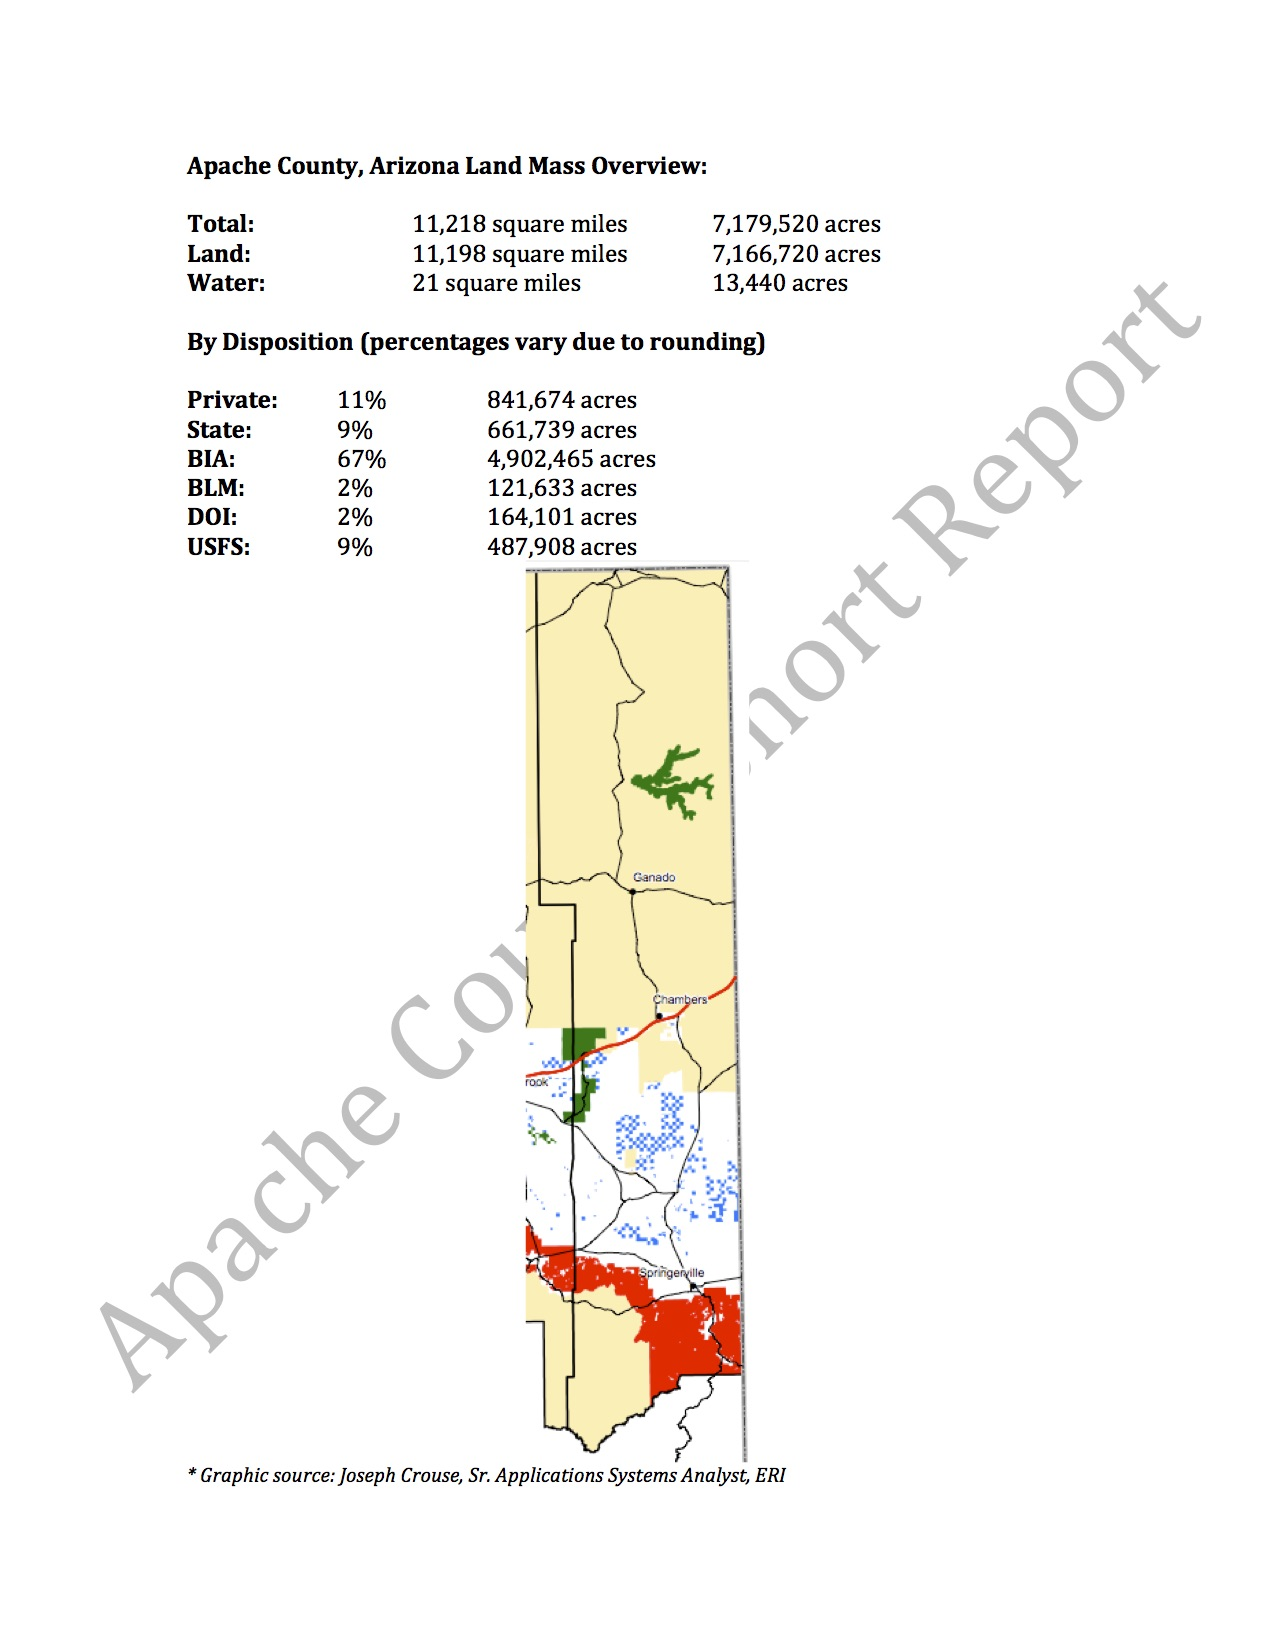 Apache County, Arizona Land Mass Overview:
Total: 11,218 square miles 7,179,520 acres
Land: 11,198 square miles 7,166,720 acres
Water: 21 square miles 13,440 acres
By Disposition (percentages vary due to rounding)
Private: 11% 841,674 acres
State: 9% 661,739 acres
BIA: 67% 4,902,465 acres
BLM: 2% 121,633 acres
DOI: 2% 164,101 acres
USFS: 9% 487,908 acres
Ganado
Chambers
rook
Springerville
* Graphic source: Joseph Crouse, Sr. Applications Systems Analyst, ERI
Apache Cou hort Report